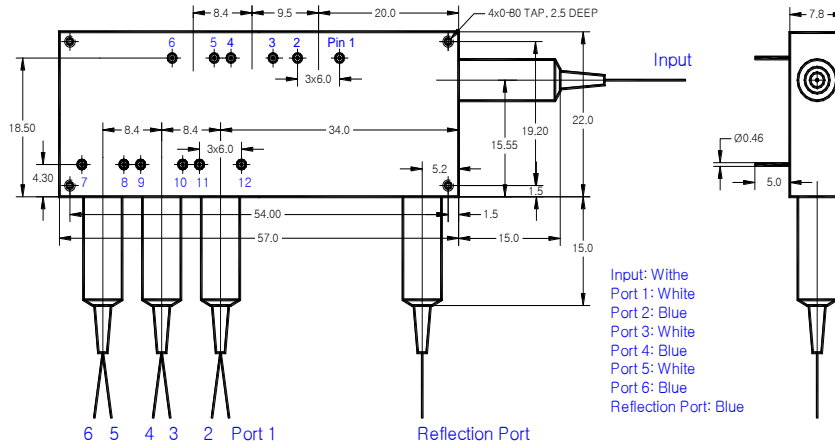 8.4 9.5 20.0 4x0-80 TAP, 2.5 DEEP 7.8
6 5 4 3 2 Pin 1 Input
3x6.0
18.50 8.4 8.4 34.0 19.20 22.0
15.55 Ø0.46
3x6.0
4.30 5.2 5.0
7 8 9 10 11 12 1.5
54.00 1.5
57.0 15.0 15.0
Input: Withe
Port 1: White
Port 2: Blue
Port 3: White
Port 4: Blue
Port 5: White
Port 6: Blue
Reflection Port: Blue
6 5 4 3 2 Port 1 Reflection Port